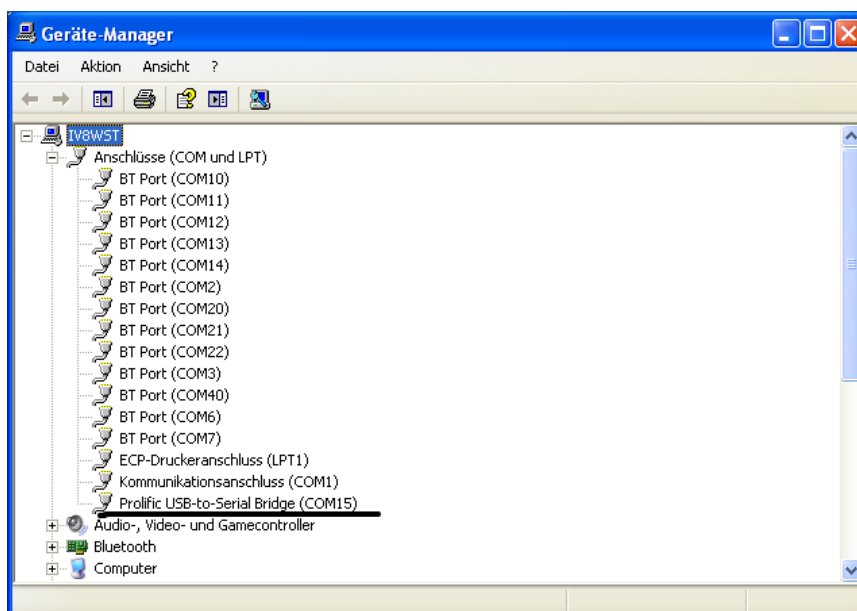 Geräte-Manager
Datei Aktion Ansicht ?
IV8WST
Anschlüsse (COM und LPT)
BT Port (COM10)
BT Port (COM11)
BT Port (COM12)
BT Port (COM13)
BT Port (COM14)
BT Port (COM2)
BT Port (COM20)
BT Port (COM21)
BT Port (COM22)
BT Port (COM3)
BT Port (COM40)
BT Port (COM6)
BT Port (COM7)
ECP-Druckeranschluss (LPT1)
Kommunikationsanschluss (COM1)
Prolific USB-to-Serial Bridge (COM15)
Audio-, Video- und Gamecontroller
Bluetooth
Computer